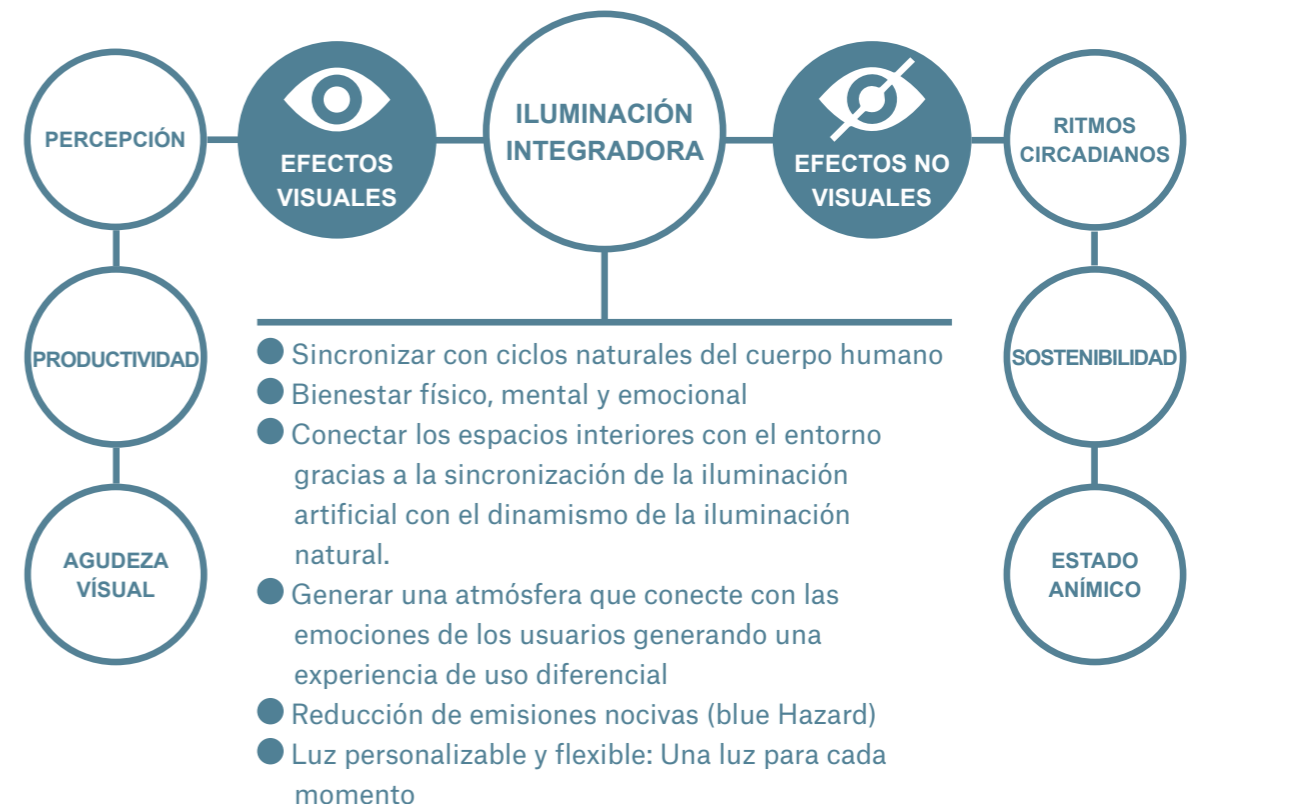 PERCEPCIÓN
EFECTOS
VISUALES
ILUMINACIÓN
INTEGRADORA
EFECTOS NO
VISUALES
RITMOS
CIRCADIANOS
PRODUCTIVIDAD
SOSTENIBILIDAD
AGUDEZA
VÍSUAL
ESTADO
ANÍMICO
Sincronizar con ciclos naturales del cuerpo humano
Bienestar físico, mental y emocional
Conectar los espacios interiores con el entorno
gracias a la sincronización de la iluminación
artificial con el dinamismo de la iluminación
natural.
Generar una atmósfera que conecte con las
emociones de los usuarios generando una
experiencia de uso diferencial
Reducción de emisiones nocivas (blue Hazard)
Luz personalizable y flexible: Una luz para cada
momento